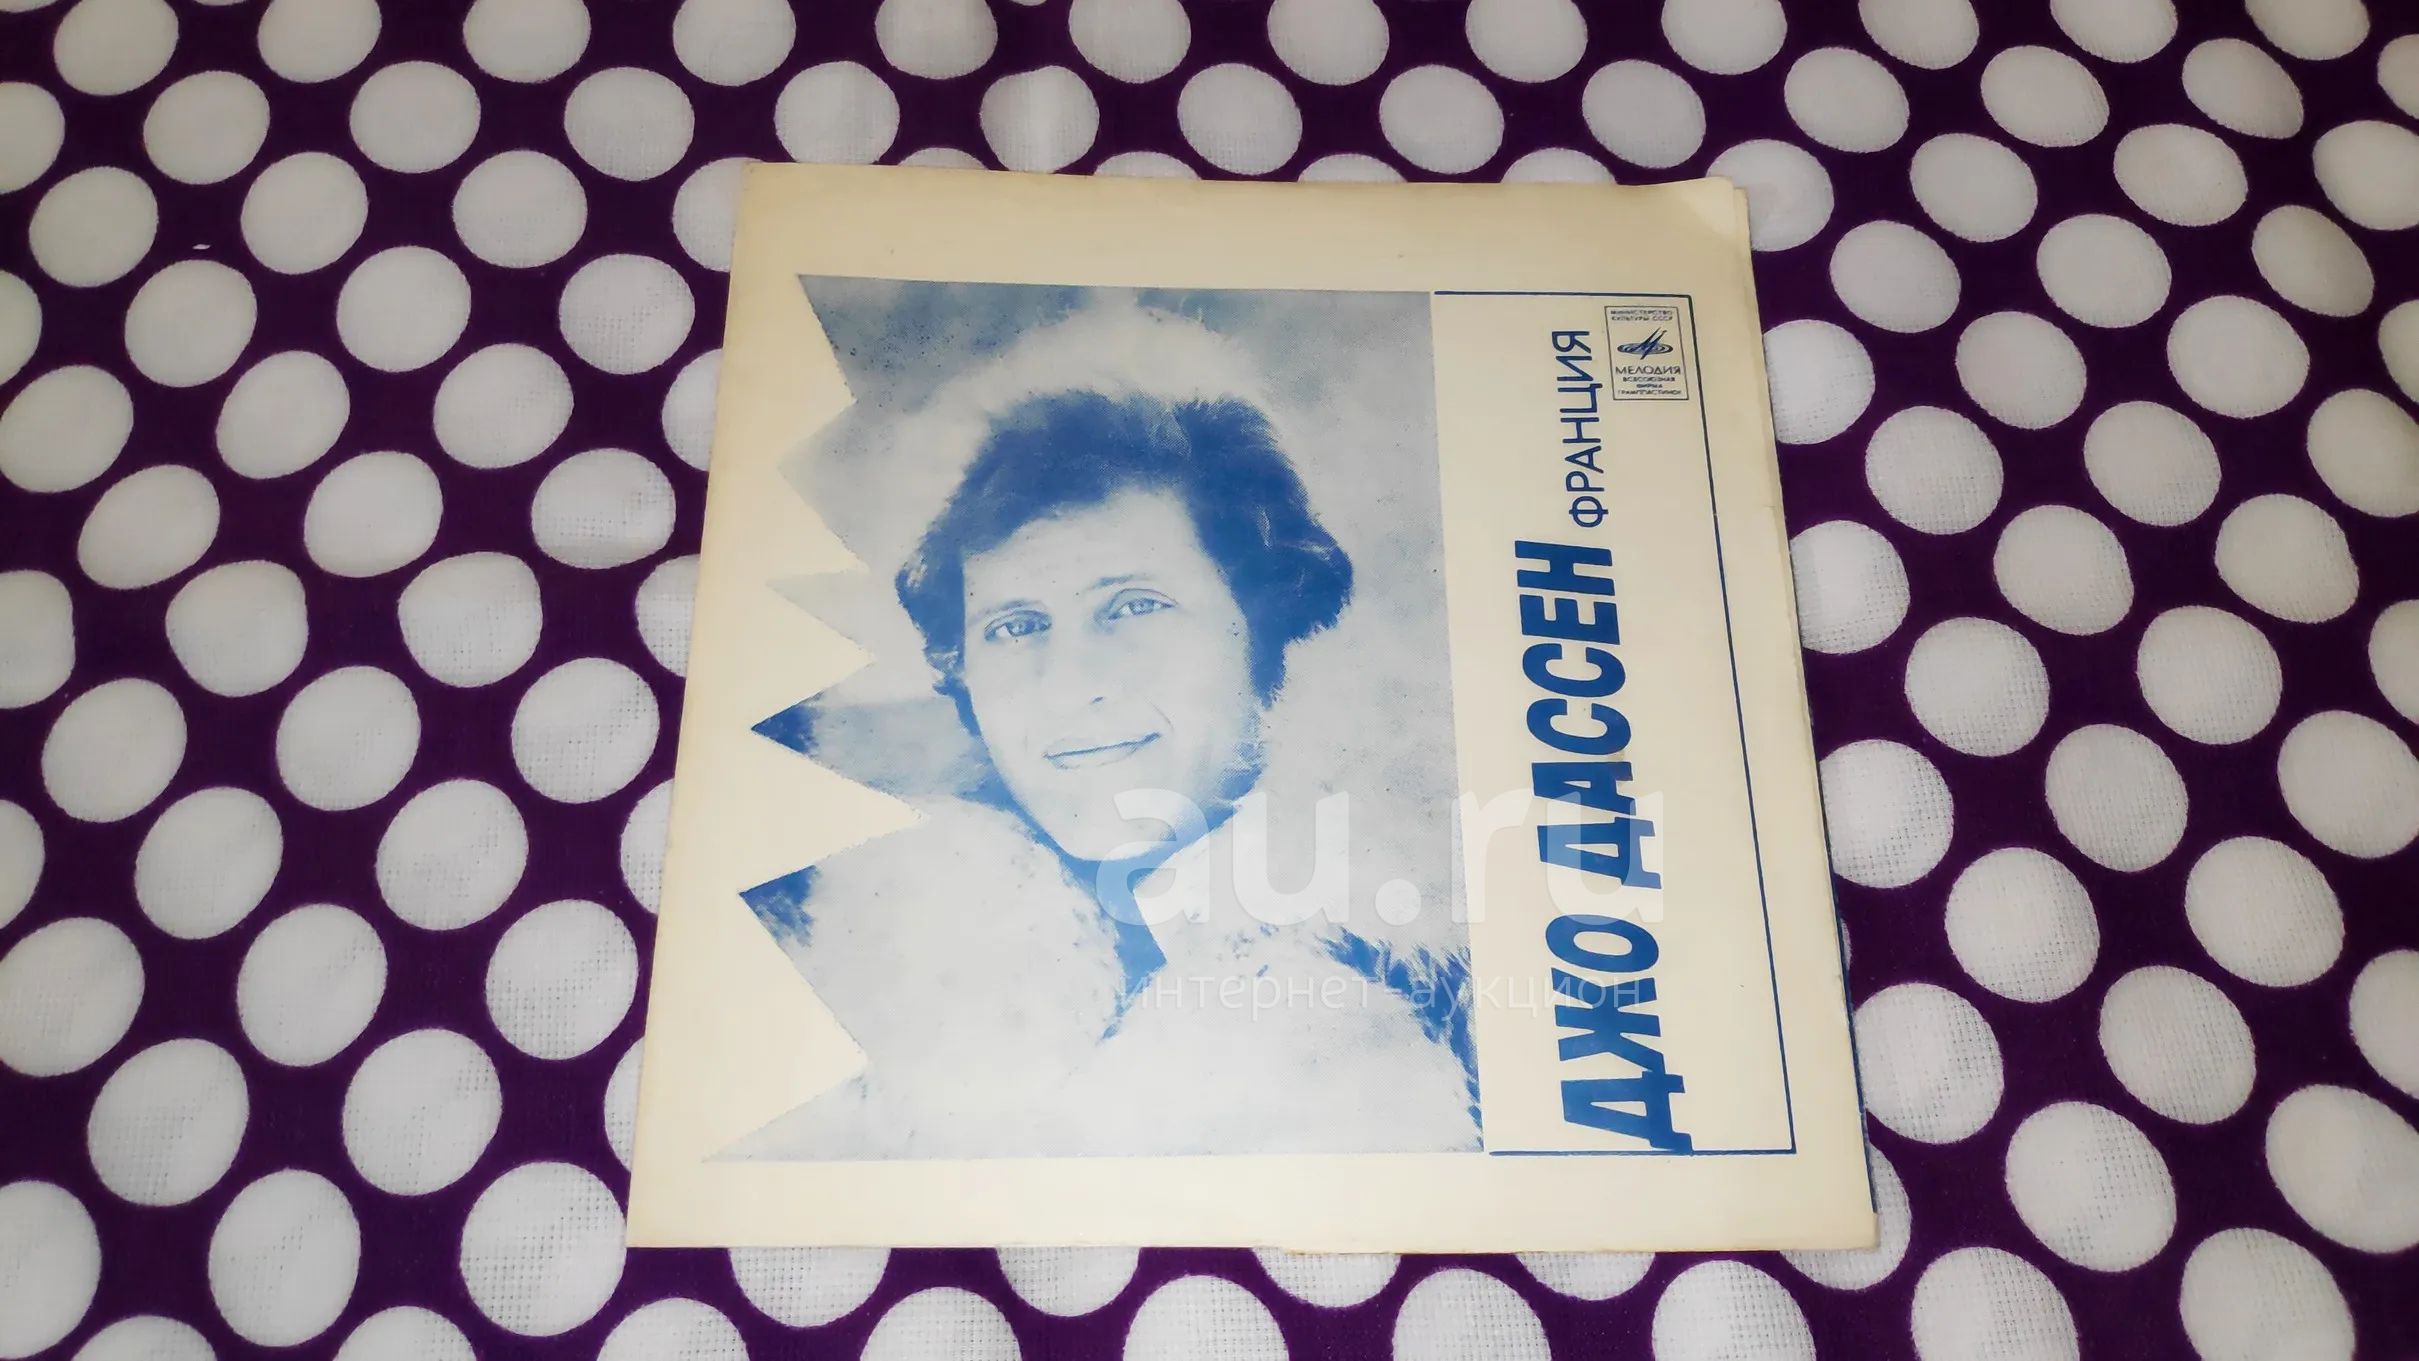 ДЖО ДАССЕН ФРАНЦИЯ
МИНИСТЕРСТВО
КУЛЬТУРЫ СССР
МЕЛОДИЯ
ВСЕСОЮЗНАЯ
ФИРМА
ГРАМПЛАСТИНОК
au.ru
интернет-аукцион